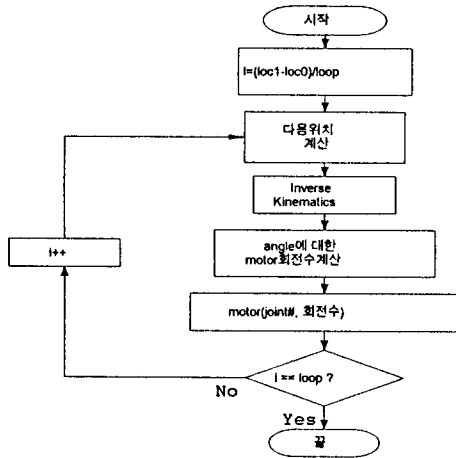 시작
l=(loc1-loc0)/loop
다음위치
계산
Inverse
Kinematics
angle에 대한
motor회전수계산
i++
motor(joint#, 회전수)
i == loop ?
No
Yes
끝